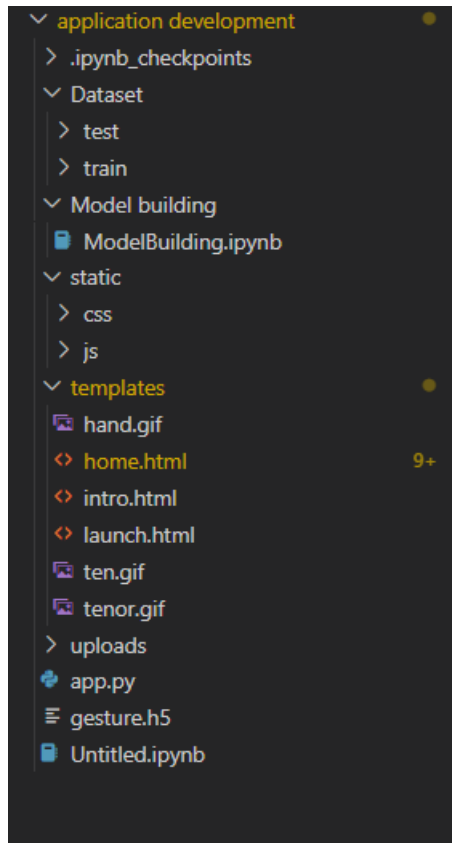 application development
.ipynb_checkpoints
Dataset
test
train
Model building
ModelBuilding.ipynb
static
css
js
templates
hand.gif
home.html 9+
intro.html
launch.html
ten.gif
tenor.gif
uploads
app.py
gesture.h5
Untitled.ipynb